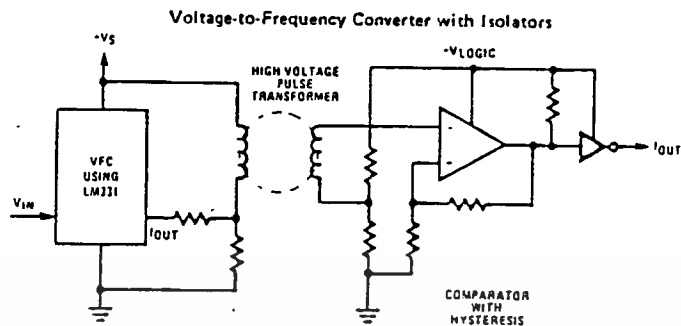 Voltage-to-Frequency Converter with Isolators
-VS
-VLOGIC
HIGH VOLTAGE
PULSE
TRANSFORMER
VFC
USING
LM331
VIN
fOUT
-
-
fOUT
COMPARATOR
WITH
HYSTERESIS